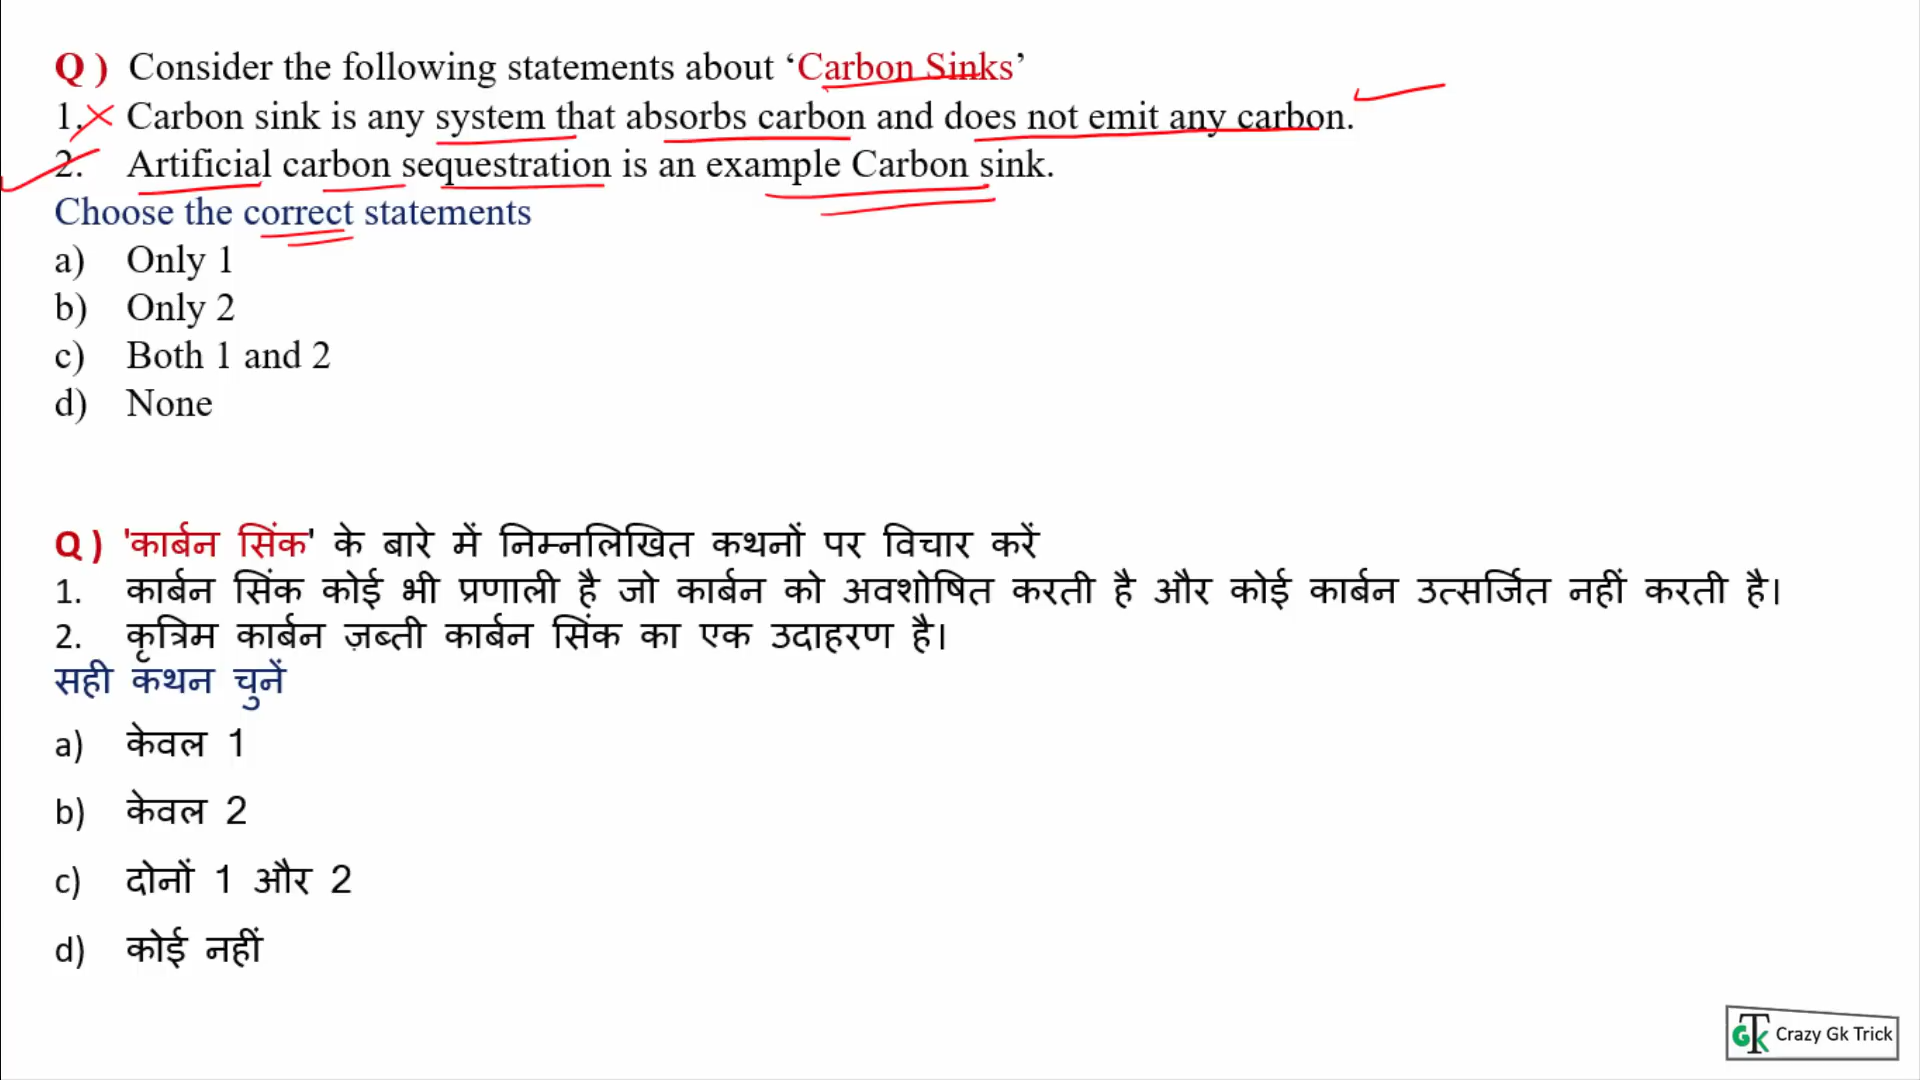 Q ) Consider the following statements about ‘Carbon Sinks’
1. Carbon sink is any system that absorbs carbon and does not emit any carbon.
2. Artificial carbon sequestration is an example Carbon sink.
Choose the correct statements
a) Only 1
b) Only 2
c) Both 1 and 2
d) None
Q ) 'कार्बन सिंक' के बारे में निम्नलिखित कथनों पर विचार करें
1. कार्बन सिंक कोई भी प्रणाली है जो कार्बन को अवशोषित करती है और कोई कार्बन उत्सर्जित नहीं करती है।
2. कृत्रिम कार्बन ज़ब्ती कार्बन सिंक का एक उदाहरण है।
सही कथन चुनें
a) केवल 1
b) केवल 2
c) दोनों 1 और 2
d) कोई नहीं
GTK Crazy Gk Trick